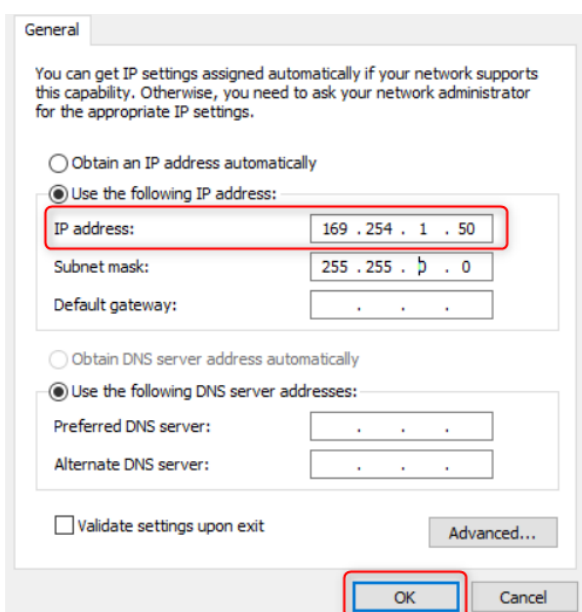 General
You can get IP settings assigned automatically if your network supports
this capability. Otherwise, you need to ask your network administrator
for the appropriate IP settings.
Obtain an IP address automatically
Use the following IP address:
IP address: 169 . 254 . 1 . 50
Subnet mask: 255 . 255 . 0 . 0
Default gateway: . . .
Obtain DNS server address automatically
Use the following DNS server addresses:
Preferred DNS server: . . .
Alternate DNS server: . . .
Validate settings upon exit
Advanced...
OK Cancel